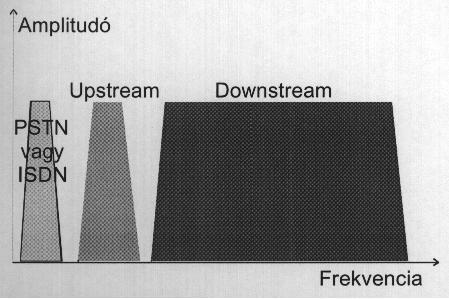 Amplitudó
Upstream
Downstream
PSTN
vagy
ISDN
Frekvencia